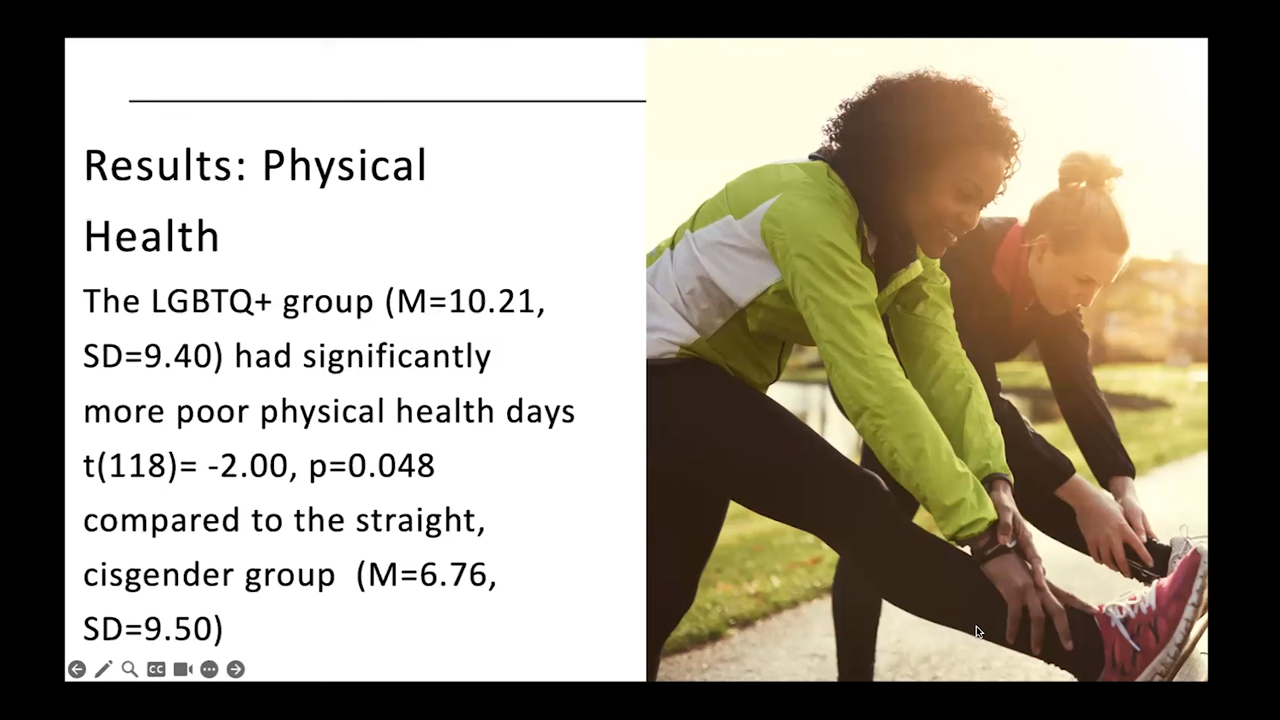 Results: Physical
Health
The LGBTQ+ group (M=10.21,
SD=9.40) had significantly
more poor physical health days
t(118)= -2.00, p=0.048
compared to the straight,
cisgender group (M=6.76,
SD=9.50)
CC